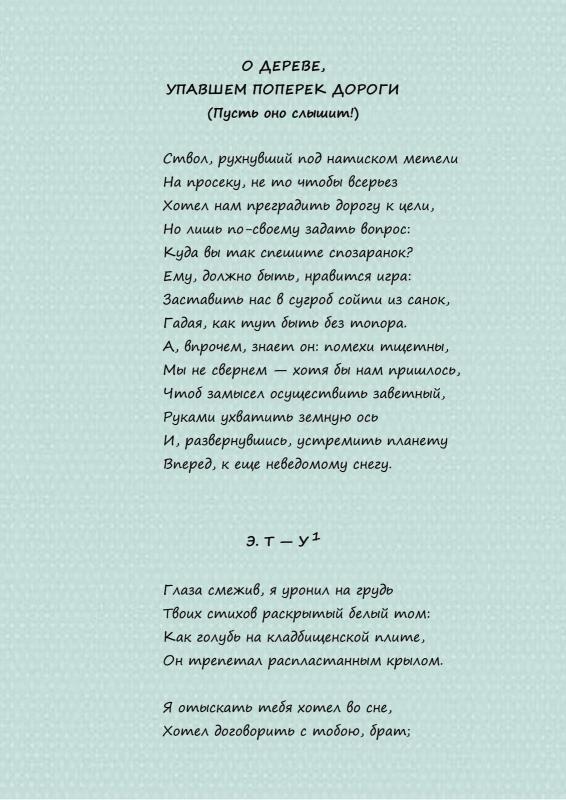 О ДЕРЕВЕ,
УПАВШЕМ ПОПЕРЕК ДОРОГИ
(Пусть оно слышит!)
Ствол, рухнувший под натиском метели
На просеку, не то чтобы всерьез
Хотел нам преградить дорогу к цели,
Но лишь по-своему задать вопрос:
Куда вы так спешите спозаранок?
Ему, должно быть, нравится игра:
Заставить нас в сугроб сойти из санок,
Гадая, как тут быть без топора.
А, впрочем, знает он: помехи тщетны,
Мы не свернем — хотя бы нам пришлось,
Чтоб замысел осуществить заветный,
Руками ухватить земную ось
И, развернувшись, устремить планету
Вперед, к еще неведомому снегу.
Э. Т — У 1
Глаза смежив, я уронил на грудь
Твоих стихов раскрытый белый том:
Как голубь на кладбищенской плите,
Он трепетал распластанным крылом.
Я отыскать тебя хотел во сне,
Хотел договорить с тобою, брат;